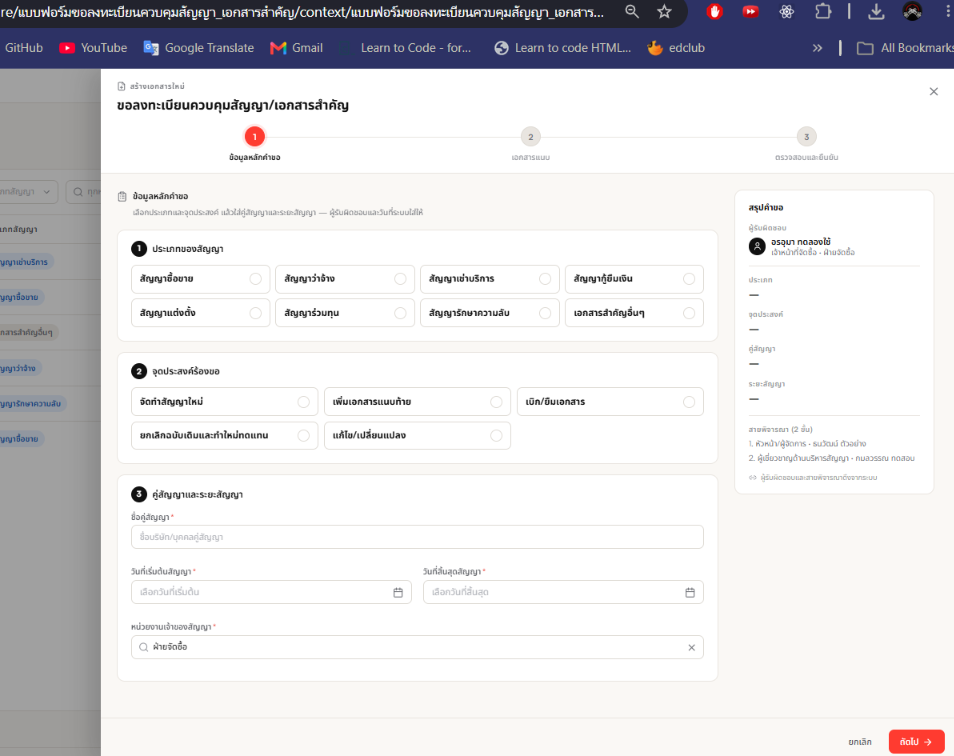 re/แบบฟอร์มขอลงทะเบียนควบคุมสัญญา_เอกสารสำคัญ/context/แบบฟอร์มขอลงทะเบียนควบคุมสัญญา_เอกสาร...
GitHub YouTube Google Translate Gmail Learn to Code - for... Learn to code HTML... edclub » All Bookmarks
สร้างเอกสารใหม่
ขอลงทะเบียนควบคุมสัญญา/เอกสารสำคัญ
1 2 3
ข้อมูลหลักคำขอ เอกสารแนบ ตรวจสอบและยืนยัน
ข้อมูลหลักคำขอ
เลือกประเภทและจุดประสงค์ แล้วใส่คู่สัญญาและระยะสัญญา — ผู้รับผิดชอบและวันที่ระบบใส่ให้
1 ประเภทของสัญญา
สัญญาซื้อขาย สัญญาว่าจ้าง สัญญาเช่าบริการ สัญญากู้ยืมเงิน
สัญญาแต่งตั้ง สัญญาร่วมทุน สัญญารักษาความลับ เอกสารสำคัญอื่นๆ
2 จุดประสงค์ร้องขอ
จัดทำสัญญาใหม่ เพิ่มเอกสารแนบท้าย เบิก/ยืมเอกสาร
ยกเลิกฉบับเดิมและทำใหม่ทดแทน แก้ไข/เปลี่ยนแปลง
3 คู่สัญญาและระยะสัญญา
ชื่อคู่สัญญา *
ชื่อบริษัท/บุคคลคู่สัญญา
วันที่เริ่มต้นสัญญา * วันที่สิ้นสุดสัญญา *
เลือกวันที่เริ่มต้น เลือกวันที่สิ้นสุด
หน่วยงานเจ้าของสัญญา *
ฝ่ายจัดซื้อ
สรุปคำขอ
ผู้รับผิดชอบ
อรอุมา ทดลองใช้
เจ้าหน้าที่จัดซื้อ · ฝ่ายจัดซื้อ
ประเภท
—
จุดประสงค์
—
คู่สัญญา
—
ระยะสัญญา
—
สายพิจารณา (2 ขั้น)
1. หัวหน้า/ผู้จัดการ · ธนวัฒน์ ตัวอย่าง
2. ผู้เชี่ยวชาญด้านบริหารสัญญา · กมลวรรณ ทดสอบ
ผู้รับผิดชอบและสายพิจารณาดึงจากระบบ
ยกเลิก ถัดไป →